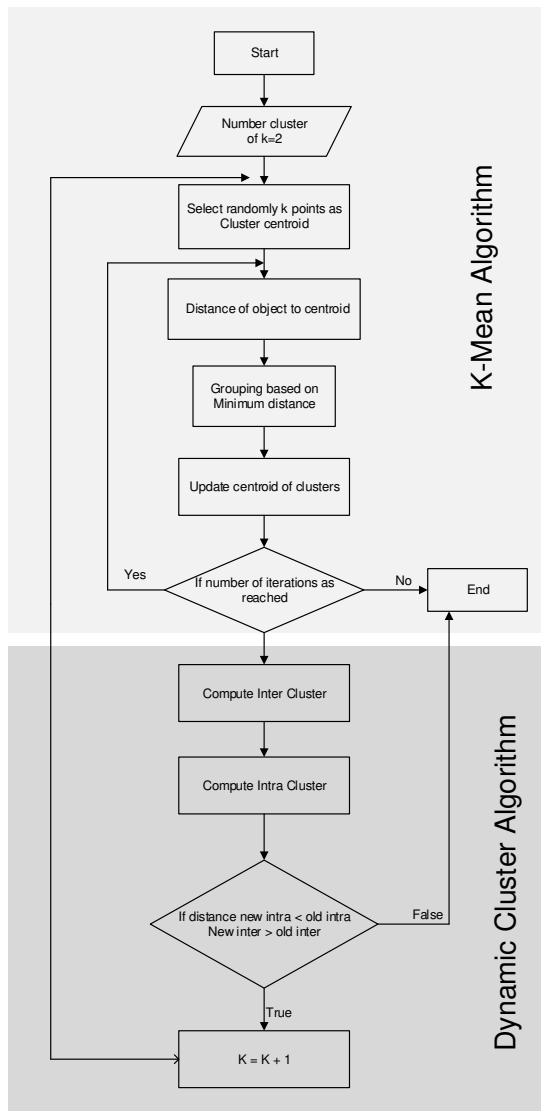 Start
Number cluster
of k=2
Select randomly k points as
Cluster centroid
Distance of object to centroid
Grouping based on
Minimum distance
Update centroid of clusters
If number of iterations as
reached
Yes
No
End
K-Mean Algorithm
Compute Inter Cluster
Compute Intra Cluster
If distance new intra < old intra
New inter > old inter
False
True
K = K + 1
Dynamic Cluster Algorithm